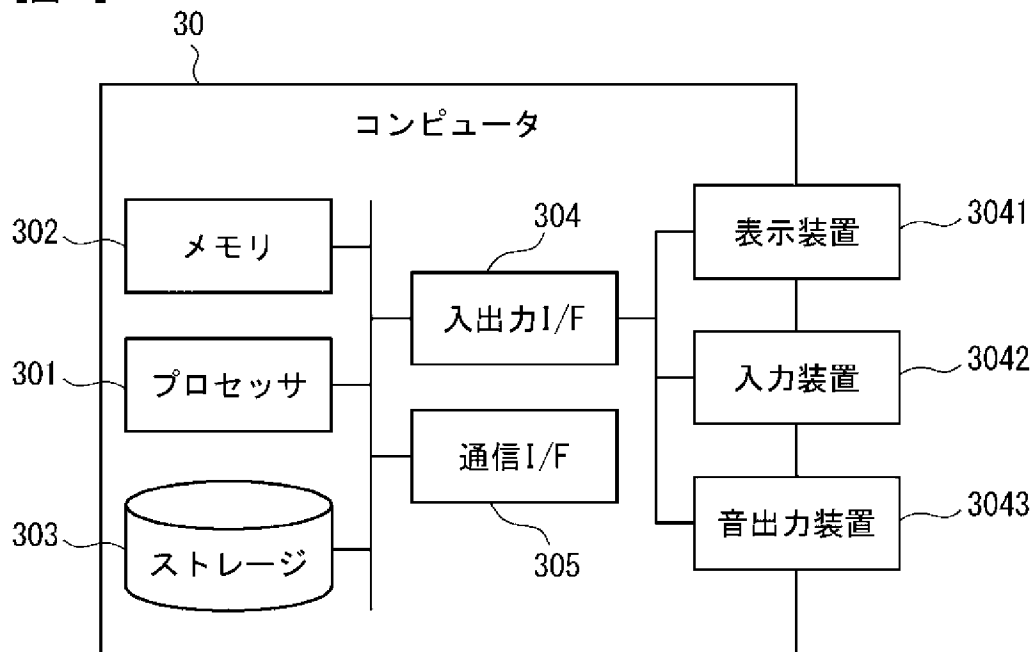 30
コンピュータ
302
メモリ
304
表示装置
3041
入出力I/F
301
プロセッサ
入力装置
3042
通信I/F
303
ストレージ
305
音出力装置
3043